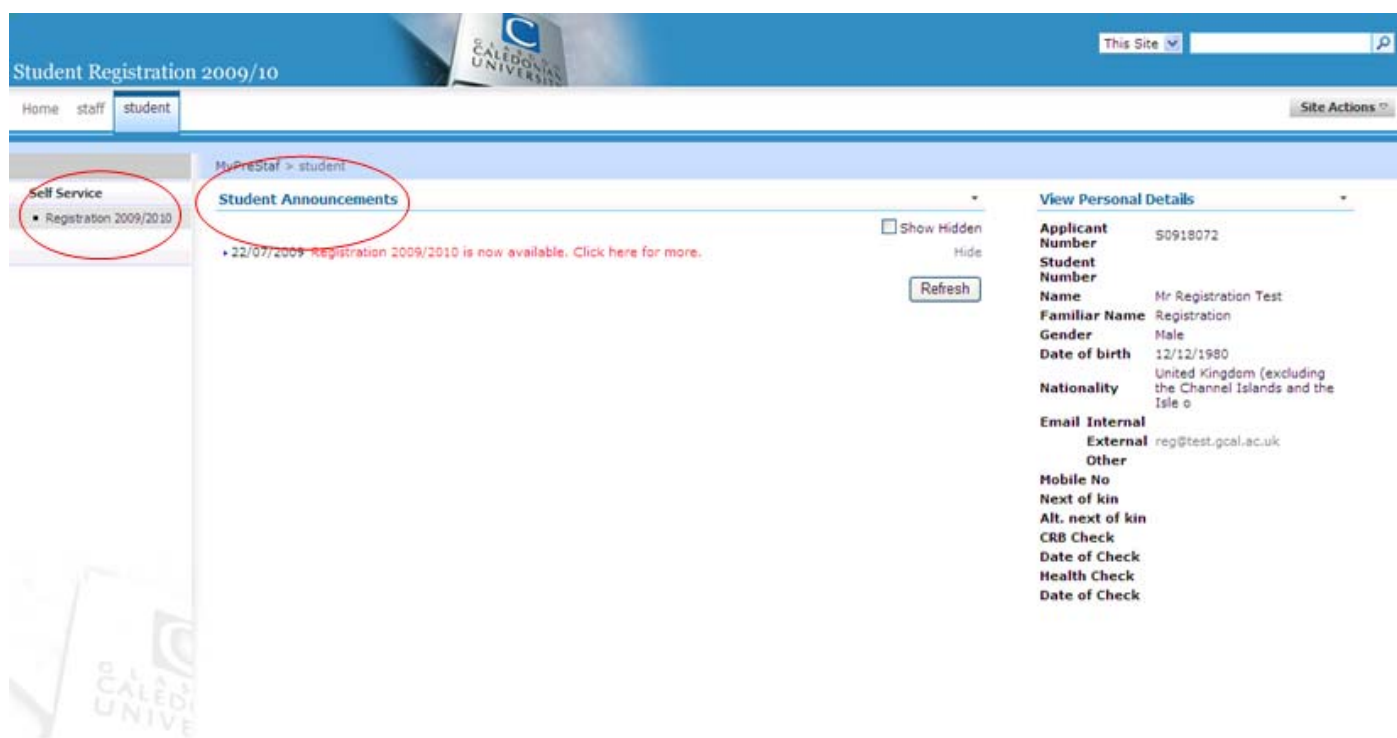 C
GLASGOW
CALEDONIAN
UNIVERSITY
This Site
Student Registration 2009/10
Home staff student
Site Actions
MyPreStaf > student
Self Service
Registration 2009/2010
Student Announcements
Show Hidden
22/07/2009 Registration 2009/2010 is now available. Click here for more.
Hide
Refresh
View Personal Details
Applicant
Number S0918072
Student
Number
Name Mr Registration Test
Familiar Name Registration
Gender Male
Date of birth 12/12/1980
Nationality United Kingdom (excluding
the Channel Islands and the
Isle o
Email Internal
External reg@test.gcal.ac.uk
Other
Mobile No
Next of kin
Alt. next of kin
CRB Check
Date of Check
Health Check
Date of Check
C
CALED
UNIVE